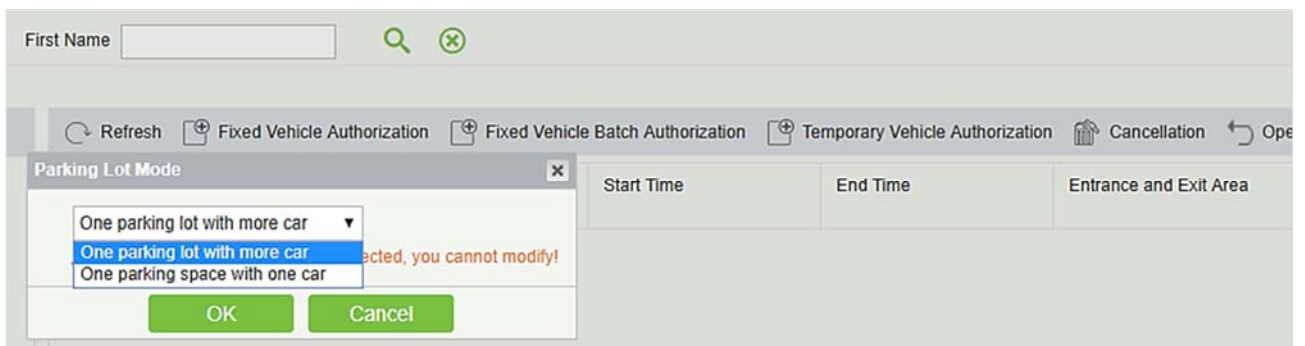 First Name
Refresh Fixed Vehicle Authorization Fixed Vehicle Batch Authorization Temporary Vehicle Authorization Cancellation Ope
Parking Lot Mode
Start Time End Time Entrance and Exit Area
One parking lot with more car
One parking lot with more car
ected, you cannot modify!
One parking space with one car
OK Cancel